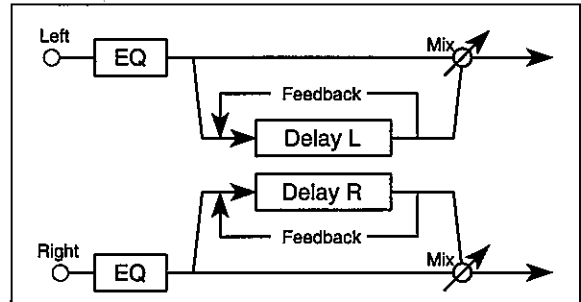 Left
EQ
Mix
Feedback
Delay L
Delay R
Feedback
Right
EQ
Mix